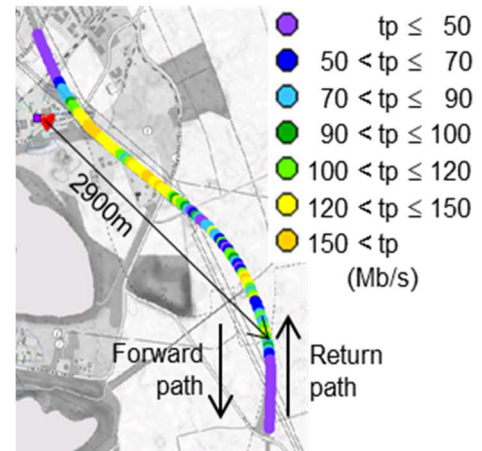 tp ≤ 50
50 < tp ≤ 70
70 < tp ≤ 90
90 < tp ≤ 100
100 < tp ≤ 120
120 < tp ≤ 150
150 < tp
(Mb/s)
2900m
Forward
path
Return
path